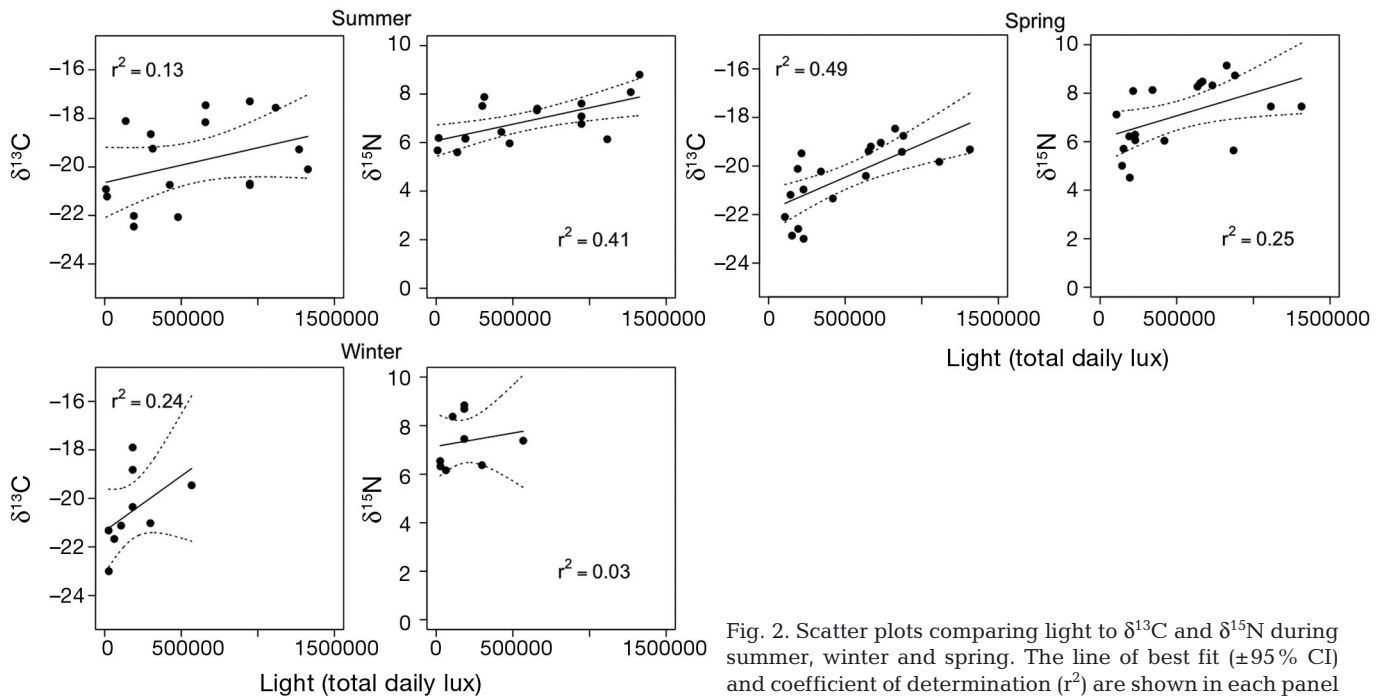 Summer
Spring
r² = 0.13
−16
−18
−20
−22
−24
δ¹³C
0
500000
1500000
10
8
6
4
2
0
δ¹⁵N
r² = 0.41
0
500000
1500000
r² = 0.49
−16
−18
−20
−22
−24
δ¹³C
0
500000
1500000
10
8
6
4
2
0
δ¹⁵N
r² = 0.25
0
500000
1500000
Light (total daily lux)
Winter
r² = 0.24
−16
−18
−20
−22
−24
δ¹³C
0
500000
1500000
10
8
6
4
2
0
δ¹⁵N
r² = 0.03
0
500000
1500000
Light (total daily lux)
Fig. 2. Scatter plots comparing light to δ¹³C and δ¹⁵N during
summer, winter and spring. The line of best fit (±95% CI)
and coefficient of determination (r²) are shown in each panel